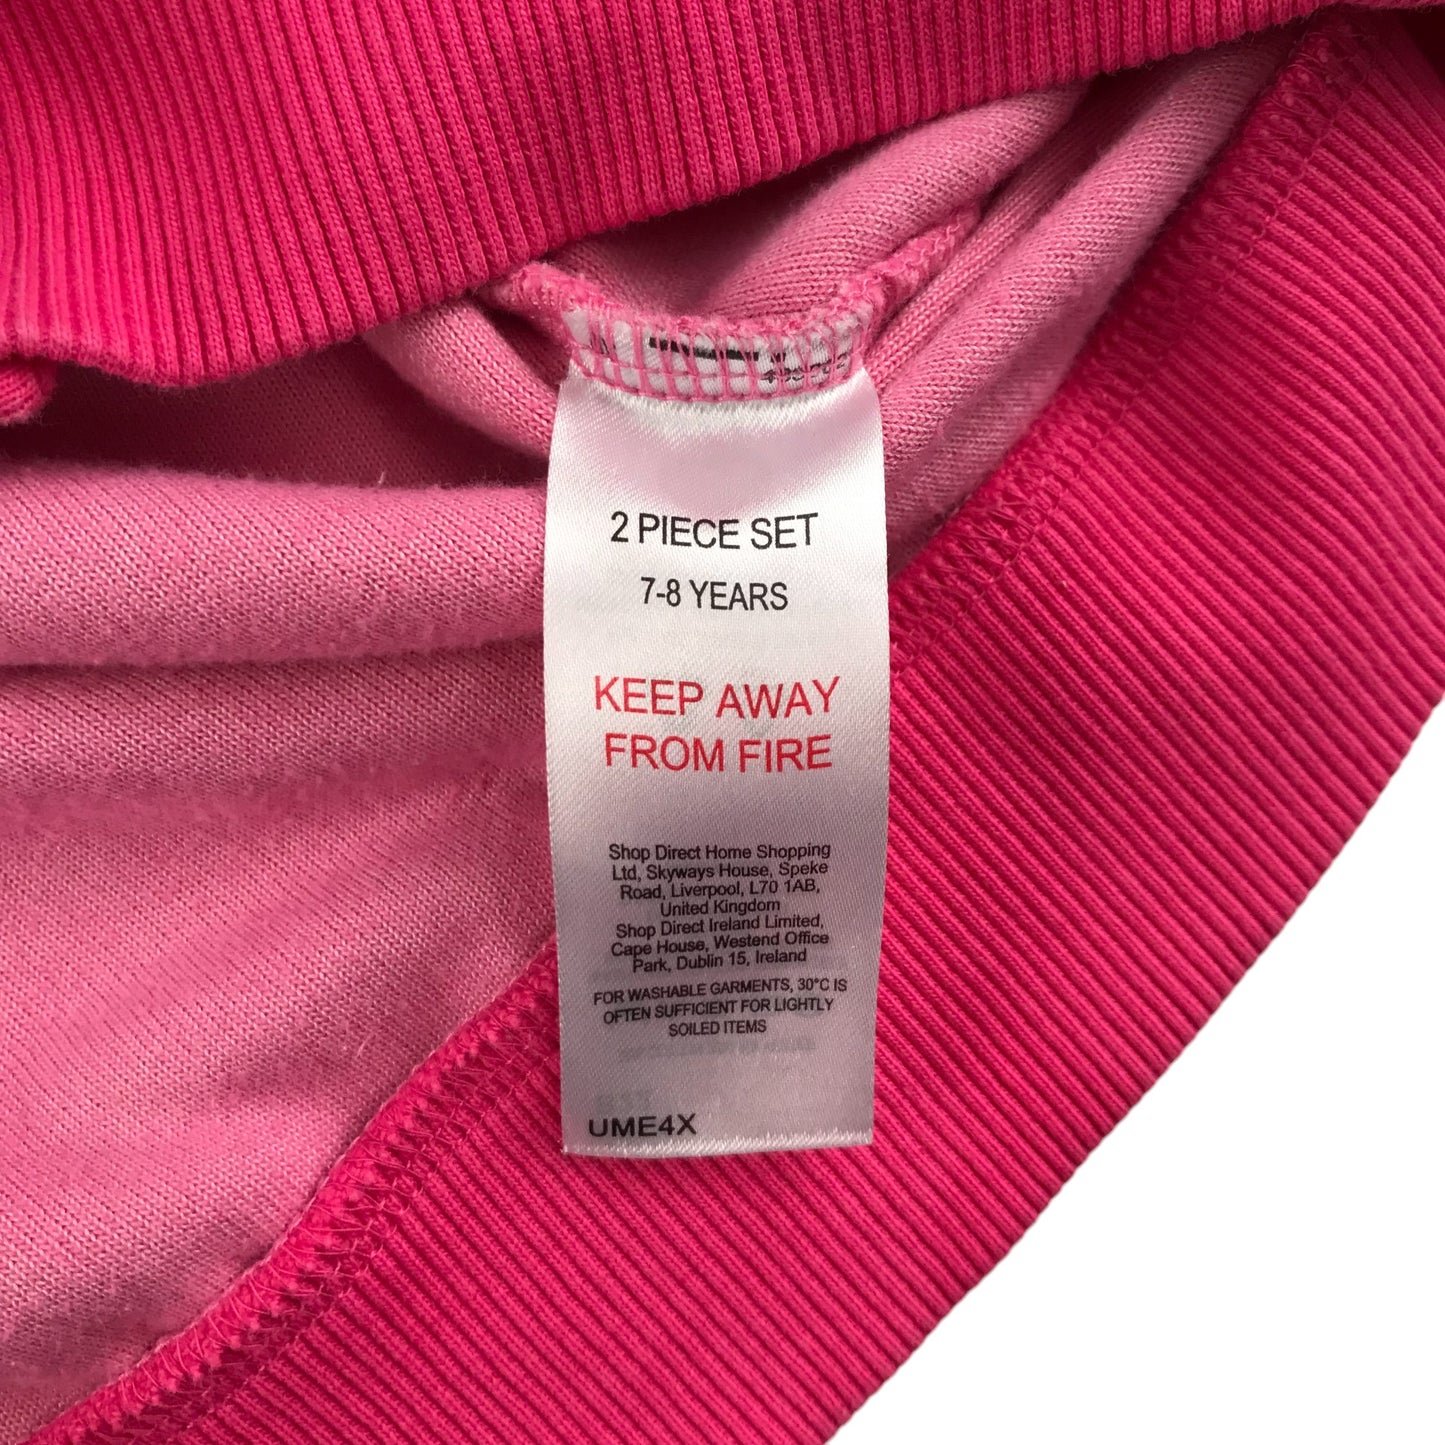 2 PIECE SET
7-8 YEARS
KEEP AWAY
FROM FIRE
Shop Direct Home Shopping
Ltd, Skyways House, Speke
Road, Liverpool, L70 1AB,
United Kingdom
Shop Direct Ireland Limited,
Cape House, Westend Office
Park, Dublin 15, Ireland
FOR WASHABLE GARMENTS, 30°C IS
OFTEN SUFFICIENT FOR LIGHTLY
SOILED ITEMS
UME4X